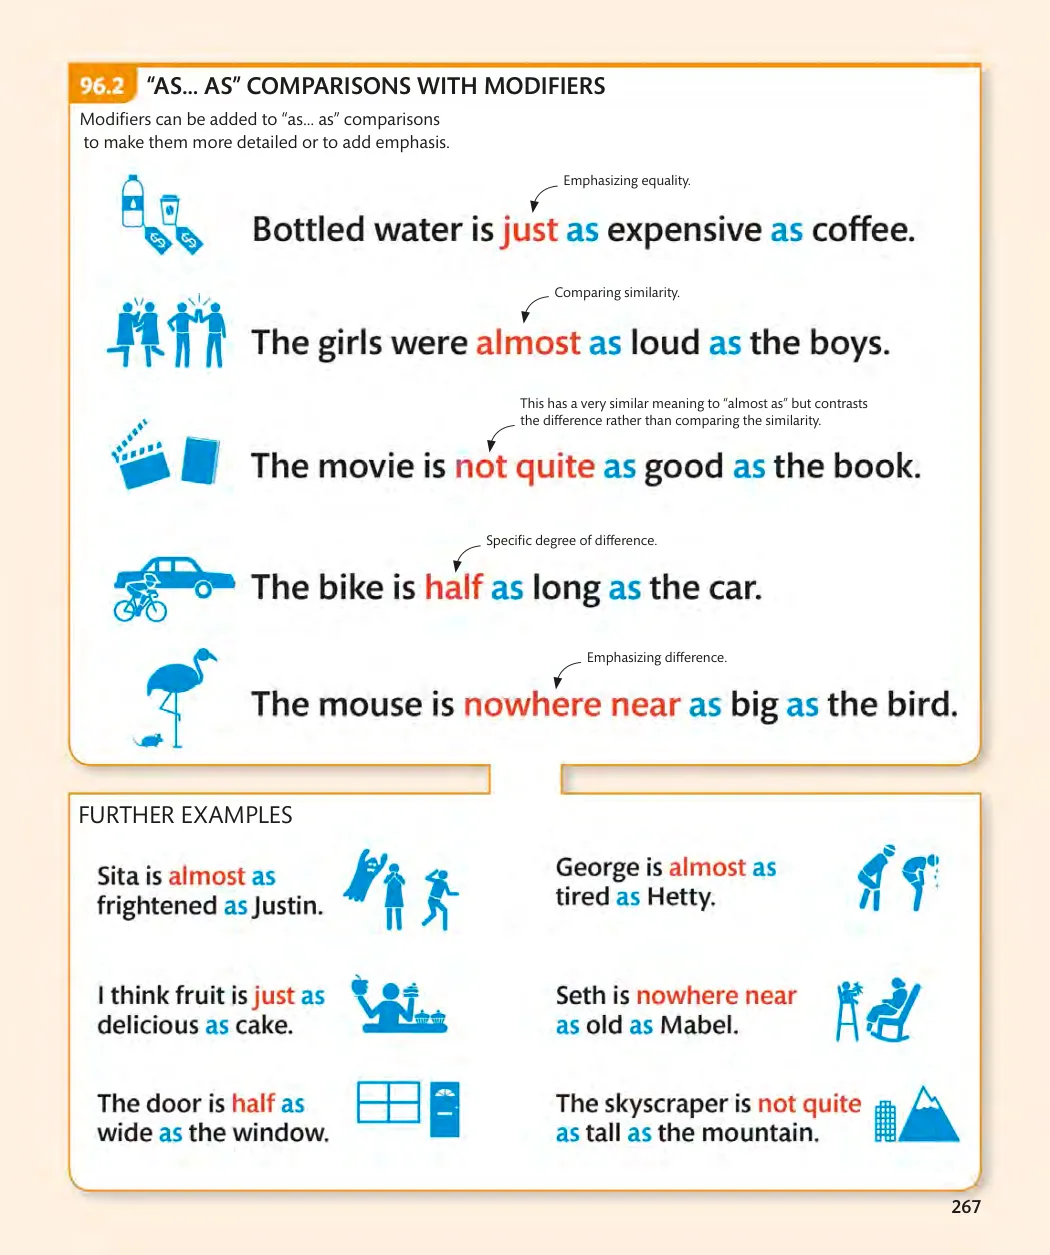 96.2 “AS... AS” COMPARISONS WITH MODIFIERS
Modifiers can be added to “as... as” comparisons
to make them more detailed or to add emphasis.
Emphasizing equality.
Bottled water is just as expensive as coffee.
Comparing similarity.
The girls were almost as loud as the boys.
This has a very similar meaning to “almost as” but contrasts
the difference rather than comparing the similarity.
The movie is not quite as good as the book.
Specific degree of difference.
The bike is half as long as the car.
Emphasizing difference.
The mouse is nowhere near as big as the bird.
FURTHER EXAMPLES
Sita is almost as
frightened as Justin.
George is almost as
tired as Hetty.
I think fruit is just as
delicious as cake.
Seth is nowhere near
as old as Mabel.
The door is half as
wide as the window.
The skyscraper is not quite
as tall as the mountain.
267